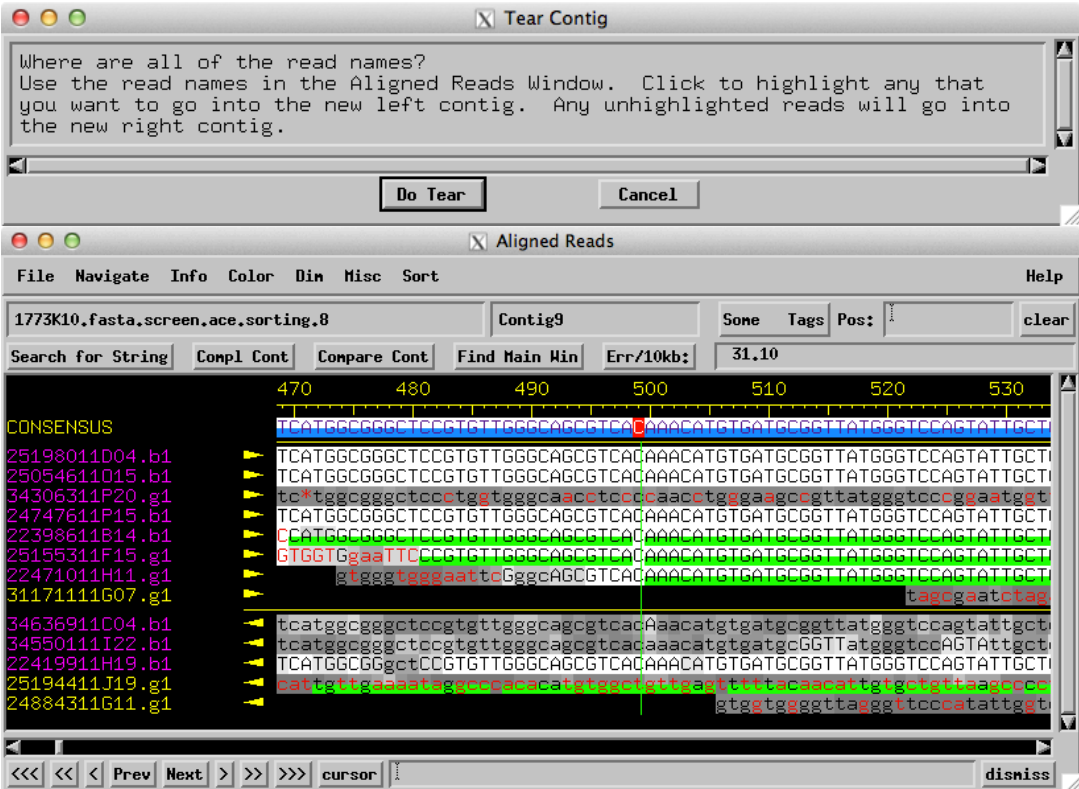 Tear Contig
Where are all of the read names?
Use the read names in the Aligned Reads Window.  Click to highlight any that
you want to go into the new left contig.  Any unhighlighted reads will go into
the new right contig.
Do Tear Cancel
Aligned Reads
File Navigate Info Color Dim Misc Sort Help
1773K10.fasta.screen.ace.sorting.8 Contig9 Some Tags Pos: clear
Search for String Compl Cont Compare Cont Find Main Win Err/10kb: 31.10
470 480 490 500 510 520 530
CONSENSUS TCATGGCGGGCTCCGTGTTGGGCAGCGTCACAAACATGTGATGCGGTTATGGGTCCAGTATTGCT
25198011D04.b1 TCATGGCGGGCTCCGTGTTGGGCAGCGTCACAAACATGTGATGCGGTTATGGGTCCAGTATTGCT
25054611O15.b1 TCATGGCGGGCTCCGTGTTGGGCAGCGTCACAAACATGTGATGCGGTTATGGGTCCAGTATTGCT
34306311P20.g1 tc*tggcgggctccctggtgggcaacctccccaacctgggaagccgttatgggtcccggaatggt
24747611P15.b1 TCATGGCGGGCTCCGTGTTGGGCAGCGTCACAAACATGTGATGCGGTTATGGGTCCAGTATTGCT
22398611B14.b1 CCATGGCGGGCTCCGTGTTGGGCAGCGTCACAAACATGTGATGCGGTTATGGGTCCAGTATTGCT
25155311F15.g1 GTGGTGgaaTTCCCGTGTTGGGCAGCGTCACAAACATGTGATGCGGTTATGGGTCCAGTATTGCT
22471011H11.g1 gtgggtgggaattcGggcAGCGTCACAAACATGTGATGCGGTTATGGGTCCAGTATTGCT
31171111G07.g1 tagcgaatctag
34636911C04.b1 tcatggcgggctccgtgttgggcagcgtcacAaacatgtgatgcggttatgggtccagtattgct
34550111I22.b1 tcatggcgggctccgtgttgggcagcgtcacaaacatgtgatgcGGTTatgggtccAGTAttgct
22419911H19.b1 TCATGGCGGgctCCGTGTTGGGCAGCGTCACAAACATGTGATGCGGTTATGGGTCCAGTATTGCT
25194411J19.g1 cattgttgaaaataggcccacacatgtggctgttgagtttttacaacattgtgctgttaagcccc
24884311G11.g1 gtggtggggttagggttcccatattggt
<<< << < Prev Next > >> >>> cursor dismiss